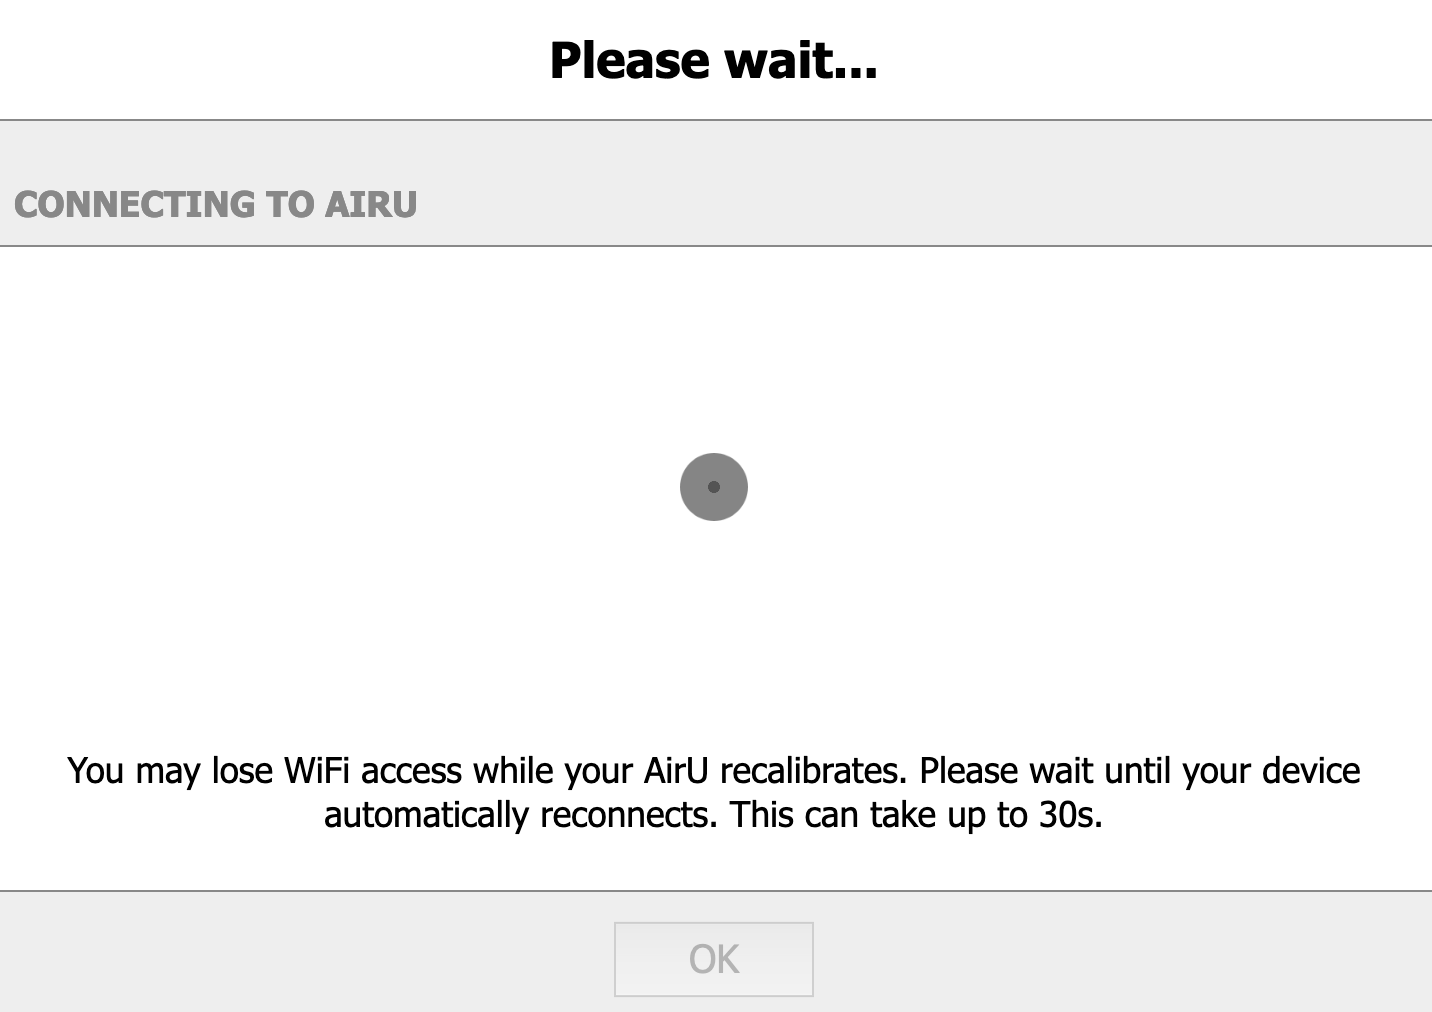 Please wait...
CONNECTING TO AIRU
You may lose WiFi access while your AirU recalibrates. Please wait until your device
automatically reconnects. This can take up to 30s.
OK